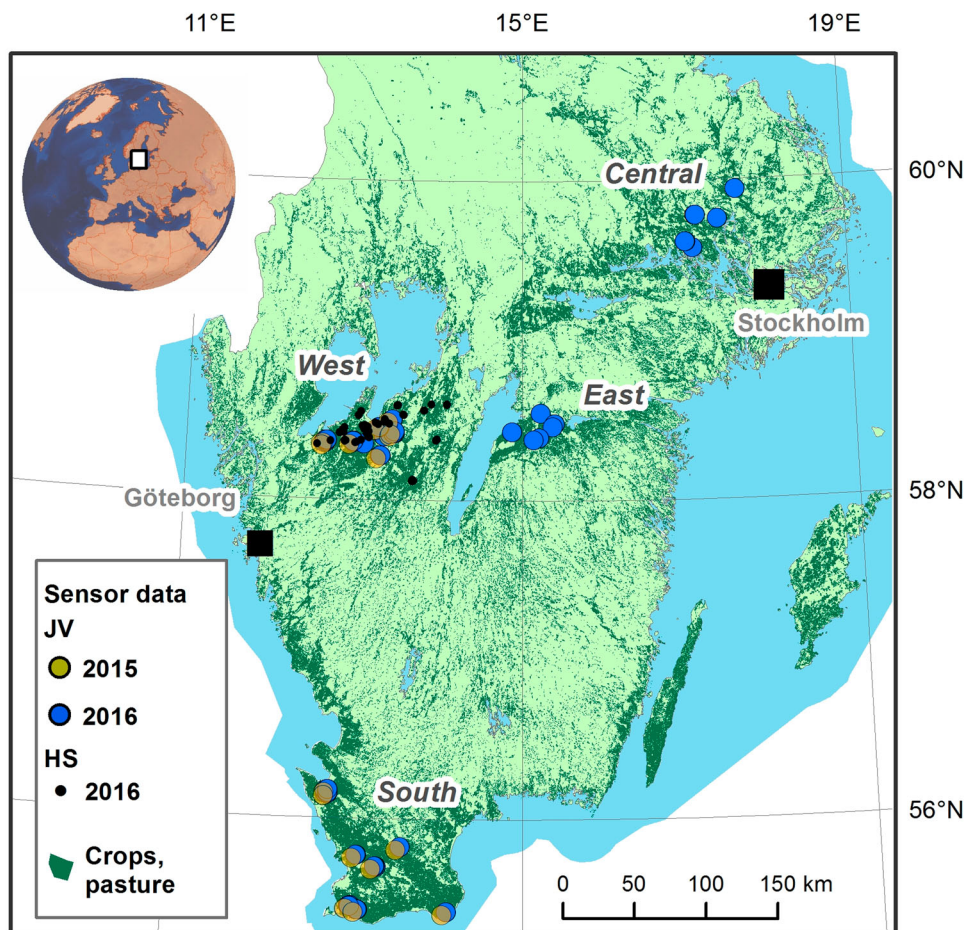 11°E
15°E
19°E
60°N
Central
Stockholm
West
East
Göteborg
58°N
Sensor data
JV
2015
2016
HS
2016
Crops,
pasture
South
56°N
0 50 100 150 km